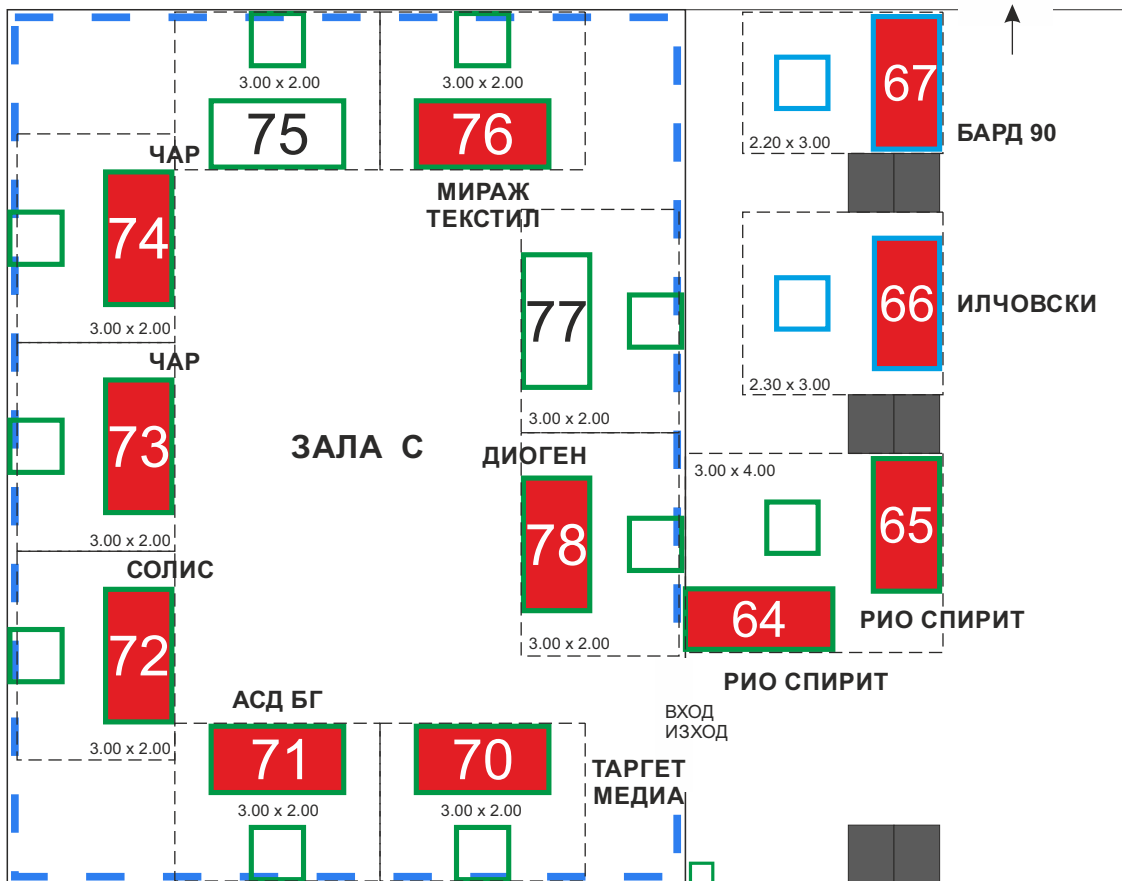 3.00 x 2.00
75
3.00 x 2.00
76
67
2.20 x 3.00
БАРД 90
ЧАР
74
3.00 x 2.00
МИРАЖ
ТЕКСТИЛ
77
3.00 x 2.00
66
2.30 x 3.00
ИЛЧОВСКИ
ЧАР
73
3.00 x 2.00
ЗАЛА С
ДИОГЕН
78
3.00 x 2.00
3.00 x 4.00
65
РИО СПИРИТ
64
РИО СПИРИТ
СОЛИС
72
3.00 x 2.00
АСД БГ
71
3.00 x 2.00
70
3.00 x 2.00
ТАРГЕТ
МЕДИА
ВХОД
ИЗХОД